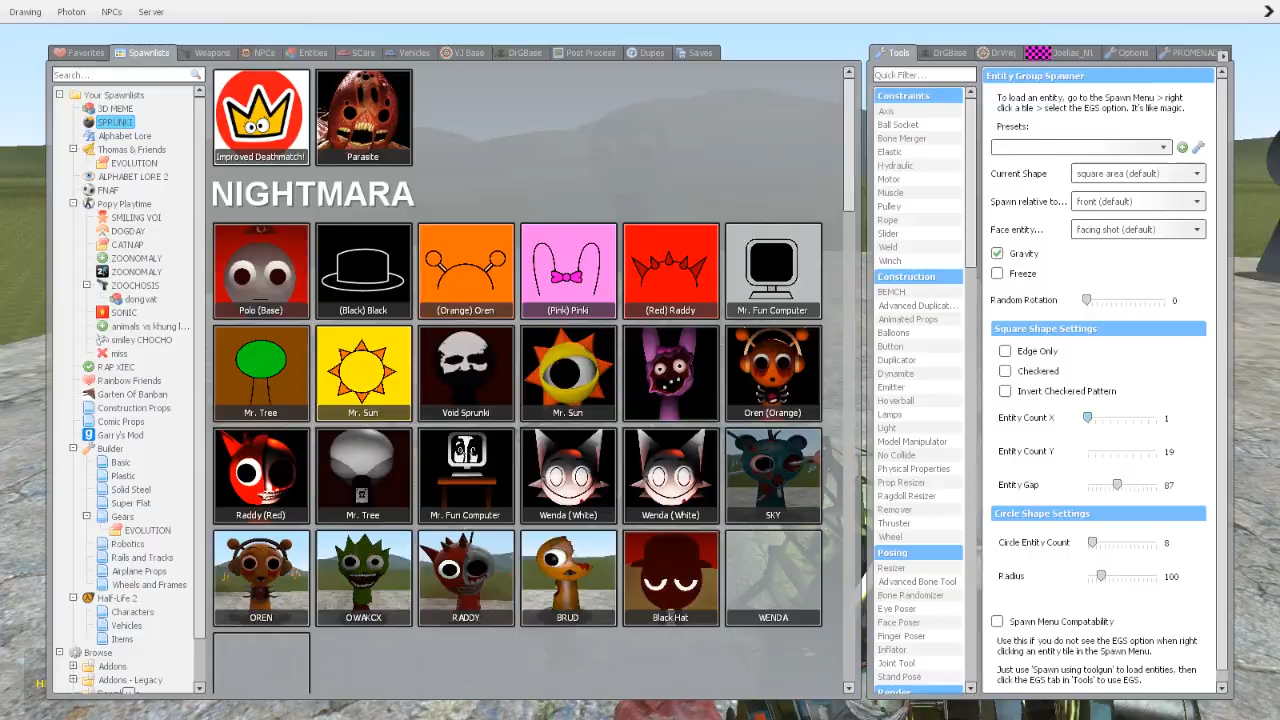 Drawing Photon NPCs Server
Favorites Spawnlists Weapons NPCs Entities SCars Vehicles VJ Base DrGBase Post Process Dupes Saves
Tools DrGBase DrVrej Joelias_N1 Options PROMENAD
Search...
Your Spawnlists
3D MEME
SPRUNKI
Alphabet Lore
Thomas & Friends
EVOLUTION
ALPHABET LORE 2
FNAF
Popy Playtime
SMILING VOI
DOGDAY
CATNAP
ZOONOMALY
ZOONOMALY
ZOOCHOSIS
dong vat
SONIC
animals vs khung l...
smiley CHOCHO
miss
RAP XIEC
Rainbow Friends
Garten Of Banban
Construction Props
Comic Props
Garry's Mod
Builder
Basic
Plastic
Solid Steel
Super Flat
Gears
EVOLUTION
Robotics
Rails and Tracks
Airplane Props
Wheels and Frames
Half-Life 2
Characters
Vehicles
Items
Browse
Addons
Addons - Legacy
Improved Deathmatch! Parasite
NIGHTMARA
Polo (Base) (Black) Black (Orange) Oren (Pink) Pinki (Red) Raddy Mr. Fun Computer
Mr. Tree Mr. Sun Void Sprunki Mr. Sun Oren (Orange)
Raddy (Red) Mr. Tree Mr. Fun Computer Wenda (White) Wenda (White) SKY
OREN OWAKCX RADDY BRUD Black Hat WENDA
Quick Filter...
Constraints
Axis
Ball Socket
Bone Merger
Elastic
Hydraulic
Motor
Muscle
Pulley
Rope
Slider
Weld
Winch
Construction
BEMCH
Advanced Duplicat...
Animated Props
Balloons
Button
Duplicator
Dynamite
Emitter
Hoverball
Lamps
Light
Model Manipulator
No Collide
Physical Properties
Prop Resizer
Ragdoll Resizer
Remover
Thruster
Wheel
Posing
Resizer
Advanced Bone Tool
Bone Randomizer
Eye Poser
Face Poser
Finger Poser
Inflator
Joint Tool
Stand Pose
Render
Entity Group Spawner
To load an entity, go to the Spawn Menu > right
click a tile > select the EGS option. It's like magic.
Presets:
Current Shape square area (default)
Spawn relative to... front (default)
Face entity... facing shot (default)
Gravity
Freeze
Random Rotation 0
Square Shape Settings
Edge Only
Checkered
Invert Checkered Pattern
Entity Count X 1
Entity Count Y 19
Entity Gap 87
Circle Shape Settings
Circle Entity Count 8
Radius 100
Spawn Menu Compatability
Use this if you do not see the EGS option when right
clicking an entity tile in the Spawn Menu.
Just use 'Spawn using toolgun' to load entities, then
click the EGS tab in 'Tools' to use EGS.